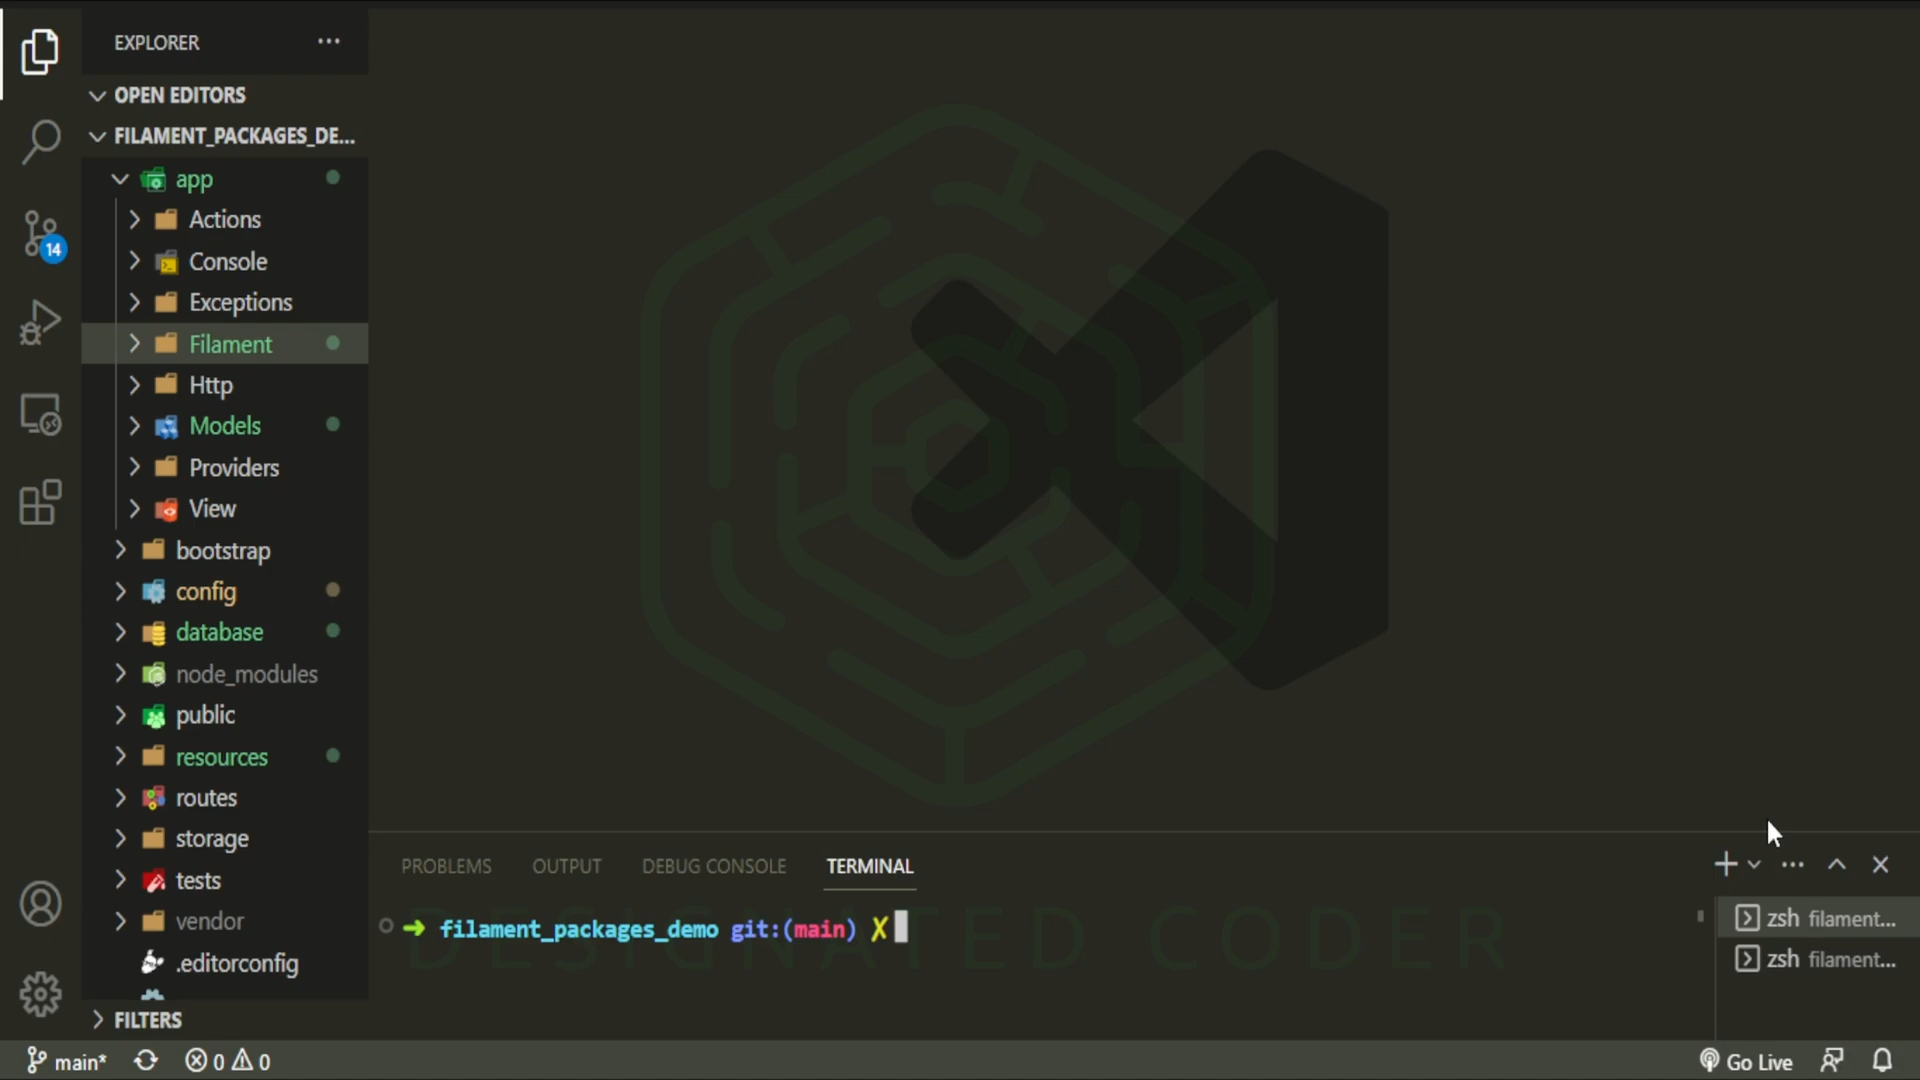 EXPLORER
OPEN EDITORS
FILAMENT_PACKAGES_DE...
app
Actions
Console
Exceptions
Filament
Http
Models
Providers
View
bootstrap
config
database
node_modules
public
resources
routes
storage
tests
vendor
.editorconfig
FILTERS
14
PROBLEMS OUTPUT DEBUG CONSOLE TERMINAL
filament_packages_demo git:(main) ✗
DESIGNATED CODER
zsh filament...
zsh filament...
main* 0 0 Go Live